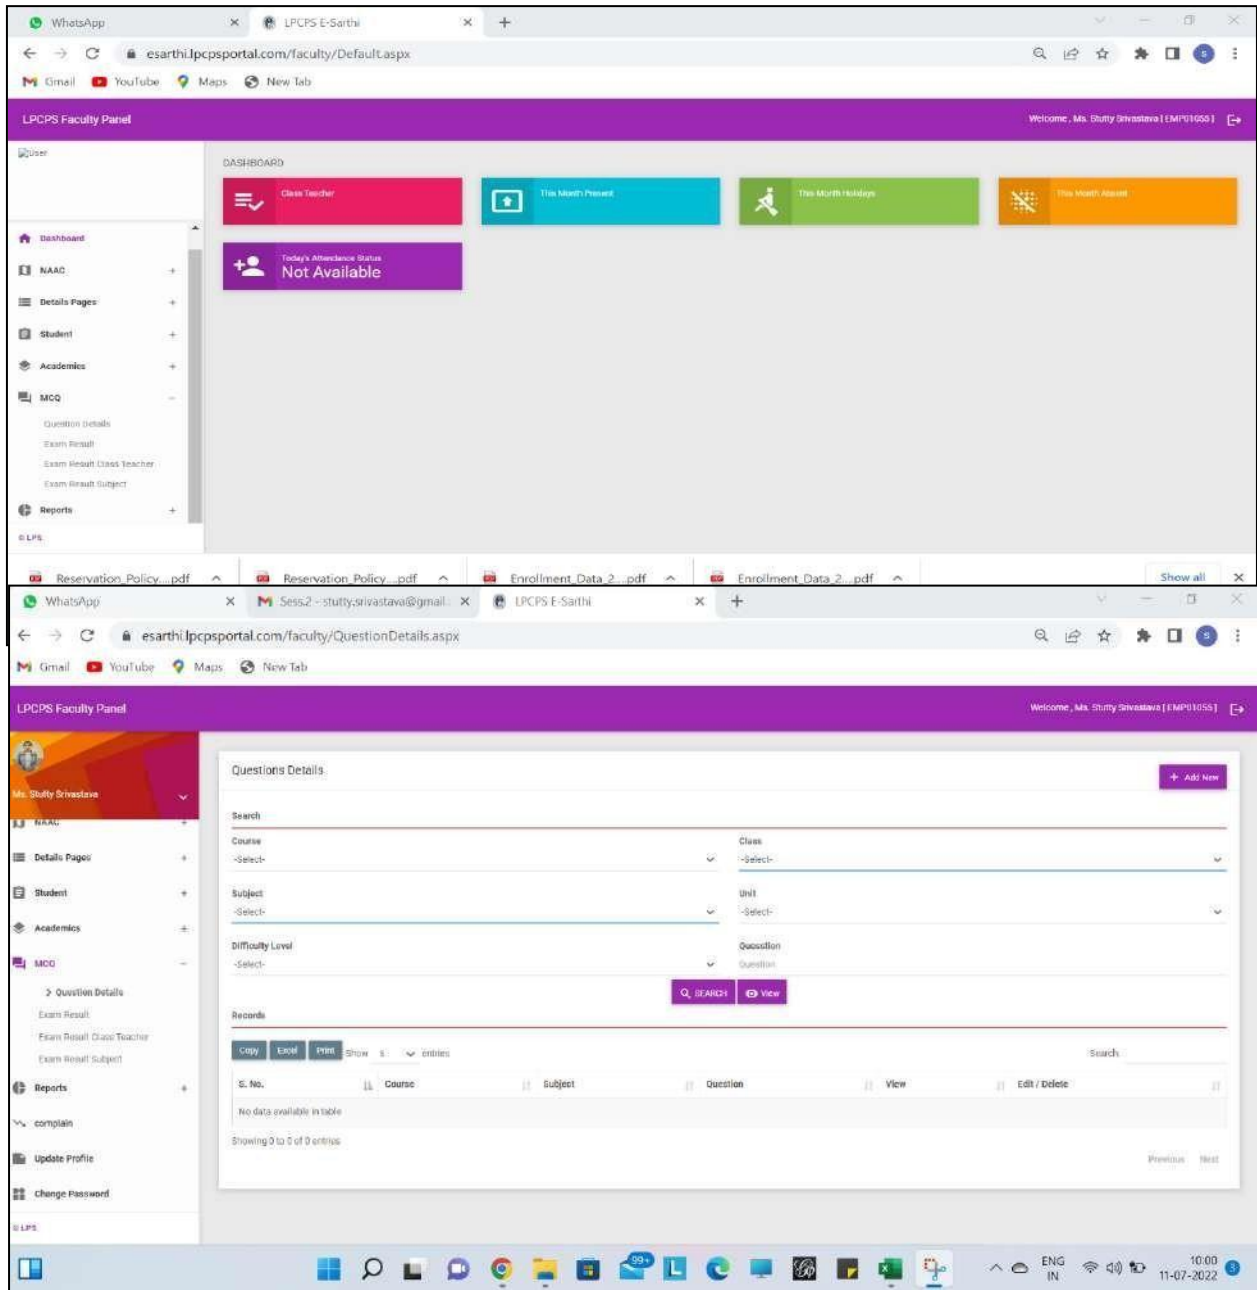 WhatsApp LPCPS E-Sarthi
esarthi.lpcpsportal.com/faculty/Default.aspx S
Gmail YouTube Maps New Tab
LPCPS Faculty Panel Welcome , Ms. Stutty Srivastava [ EMP01055 ]
user
DASHBOARD
Class Teacher This Month Present This Month Holidays This Month Absent
Today's Attendance Status
Not Available
Dashboard
NAAC +
Details Pages +
Student +
Academics +
MCQ -
Question Details
Exam Result
Exam Result Class Teacher
Exam Result Subject
Reports +
© LPS
Reservation_Policy....pdf Reservation_Policy....pdf Enrollment_Data_2....pdf Enrollment_Data_2....pdf Show all
WhatsApp Sess.2 - stutty.srivastava@gmail. LPCPS E-Sarthi
esarthi.lpcpsportal.com/faculty/QuestionDetails.aspx S
Gmail YouTube Maps New Tab
LPCPS Faculty Panel Welcome , Ms. Stutty Srivastava [ EMP01055 ]
Ms. Stutty Srivastava
NAAC +
Details Pages +
Student +
Academics +
MCQ -
> Question Details
Exam Result
Exam Result Class Teacher
Exam Result Subject
Reports +
complain
Update Profile
Change Password
© LPS
Questions Details + Add New
Search
Course Class
-Select- -Select-
Subject Unit
-Select- -Select-
Difficulty Level Quesstion
-Select- Question
SEARCH View
Records
Copy Excel Print Show 5 entries Search
S. No. Course Subject Question View Edit / Delete
No data available in table
Showing 0 to 0 of 0 entries
Previous Next
99+ L ENG 10:00
IN 11-07-2022 3